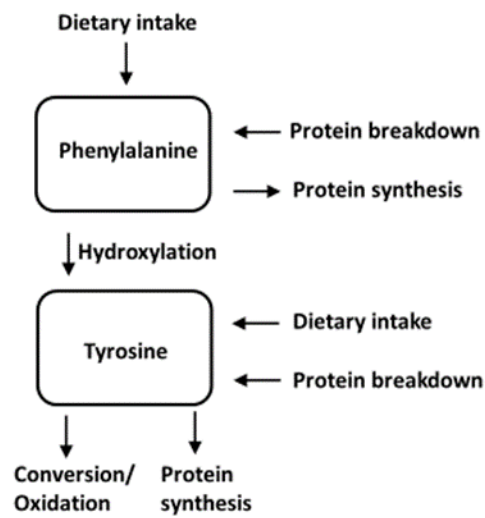 Dietary intake
Phenylalanine
Protein breakdown
Protein synthesis
Hydroxylation
Tyrosine
Dietary intake
Protein breakdown
Conversion/
Oxidation
Protein
synthesis